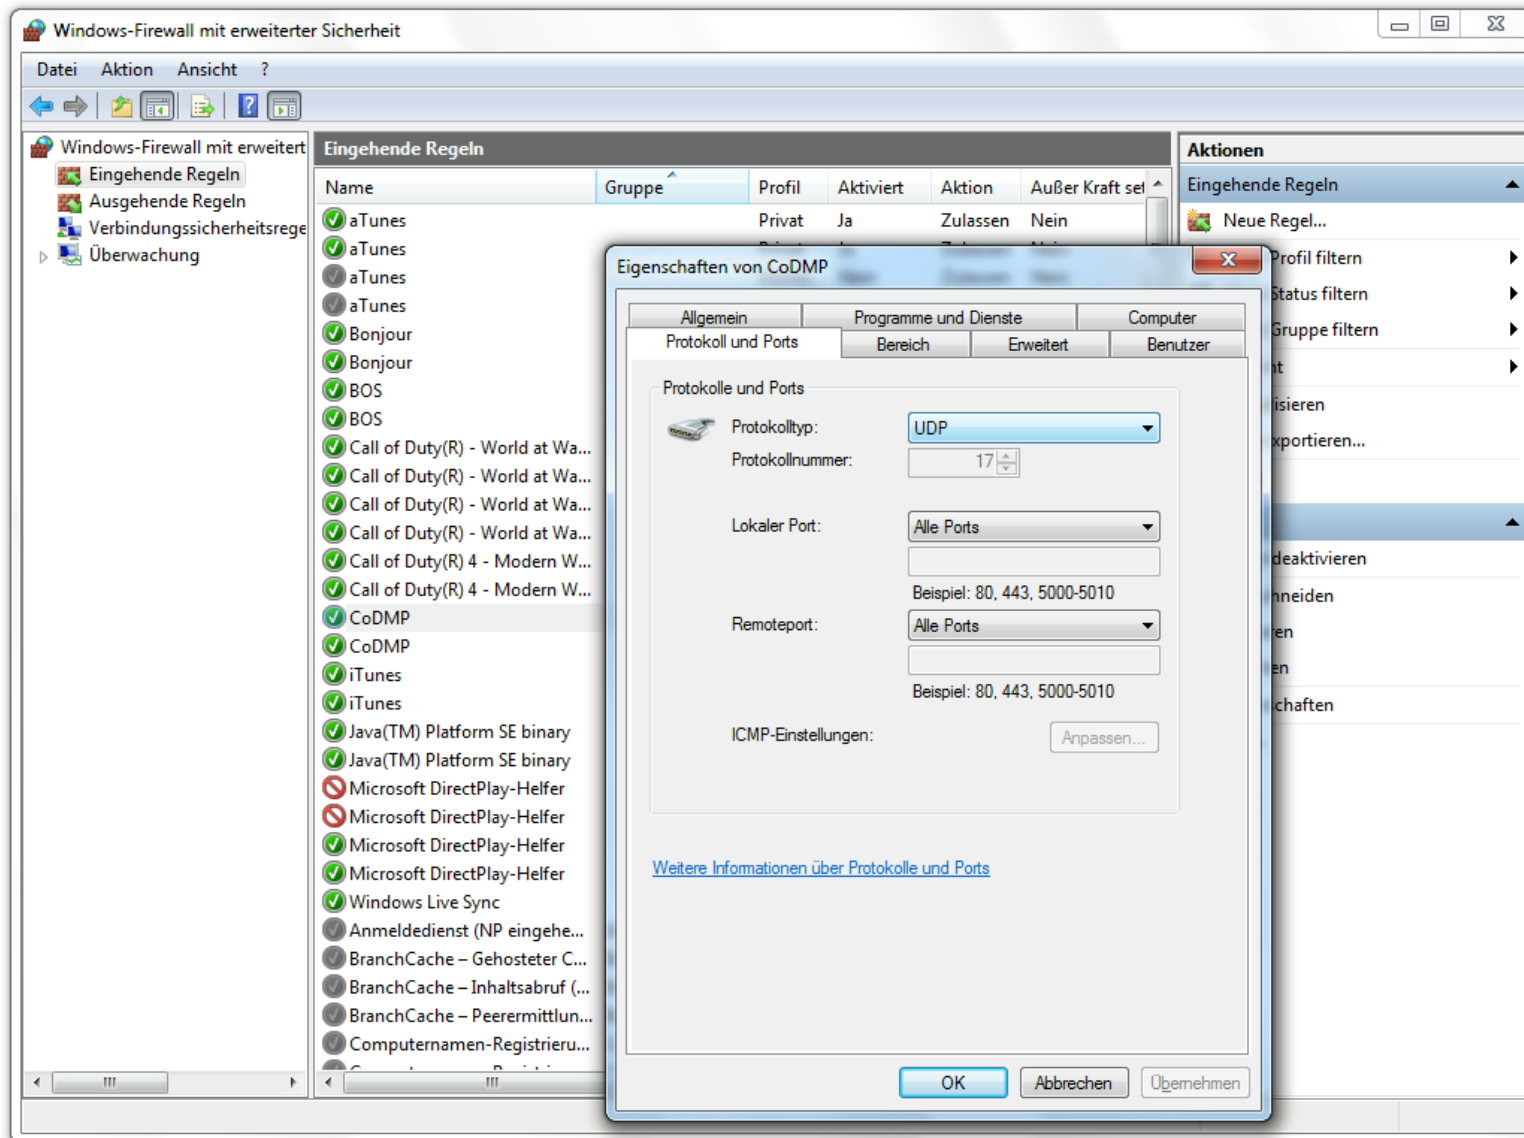 Windows-Firewall mit erweiterter Sicherheit
Datei Aktion Ansicht ?
Windows-Firewall mit erweitert
Eingehende Regeln
Ausgehende Regeln
Verbindungssicherheitsrege
Überwachung
Eingehende Regeln
Name Gruppe Profil Aktiviert Aktion Außer Kraft set
aTunes Privat Ja Zulassen Nein
aTunes
aTunes
aTunes
Bonjour
Bonjour
BOS
BOS
Call of Duty(R) - World at Wa...
Call of Duty(R) - World at Wa...
Call of Duty(R) - World at Wa...
Call of Duty(R) - World at Wa...
Call of Duty(R) 4 - Modern W...
Call of Duty(R) 4 - Modern W...
CoDMP
CoDMP
iTunes
iTunes
Java(TM) Platform SE binary
Java(TM) Platform SE binary
Microsoft DirectPlay-Helfer
Microsoft DirectPlay-Helfer
Microsoft DirectPlay-Helfer
Microsoft DirectPlay-Helfer
Windows Live Sync
Anmeldedienst (NP eingehe...
BranchCache – Gehosteter C...
BranchCache – Inhaltsabruf (...
BranchCache – Peerermittlun...
Computernamen-Registrieru...
Eigenschaften von CoDMP
Allgemein Programme und Dienste Computer
Protokoll und Ports Bereich Erweitert Benutzer
Protokolle und Ports
Protokolltyp: UDP
Protokollnummer: 17
Lokaler Port: Alle Ports
Beispiel: 80, 443, 5000-5010
Remoteport: Alle Ports
Beispiel: 80, 443, 5000-5010
ICMP-Einstellungen: Anpassen...
Weitere Informationen über Protokolle und Ports
OK Abbrechen Übernehmen
Aktionen
Eingehende Regeln
Neue Regel...
Profil filtern
Status filtern
Gruppe filtern
ht
isieren
xportieren...
deaktivieren
hneiden
ren
en
schaften